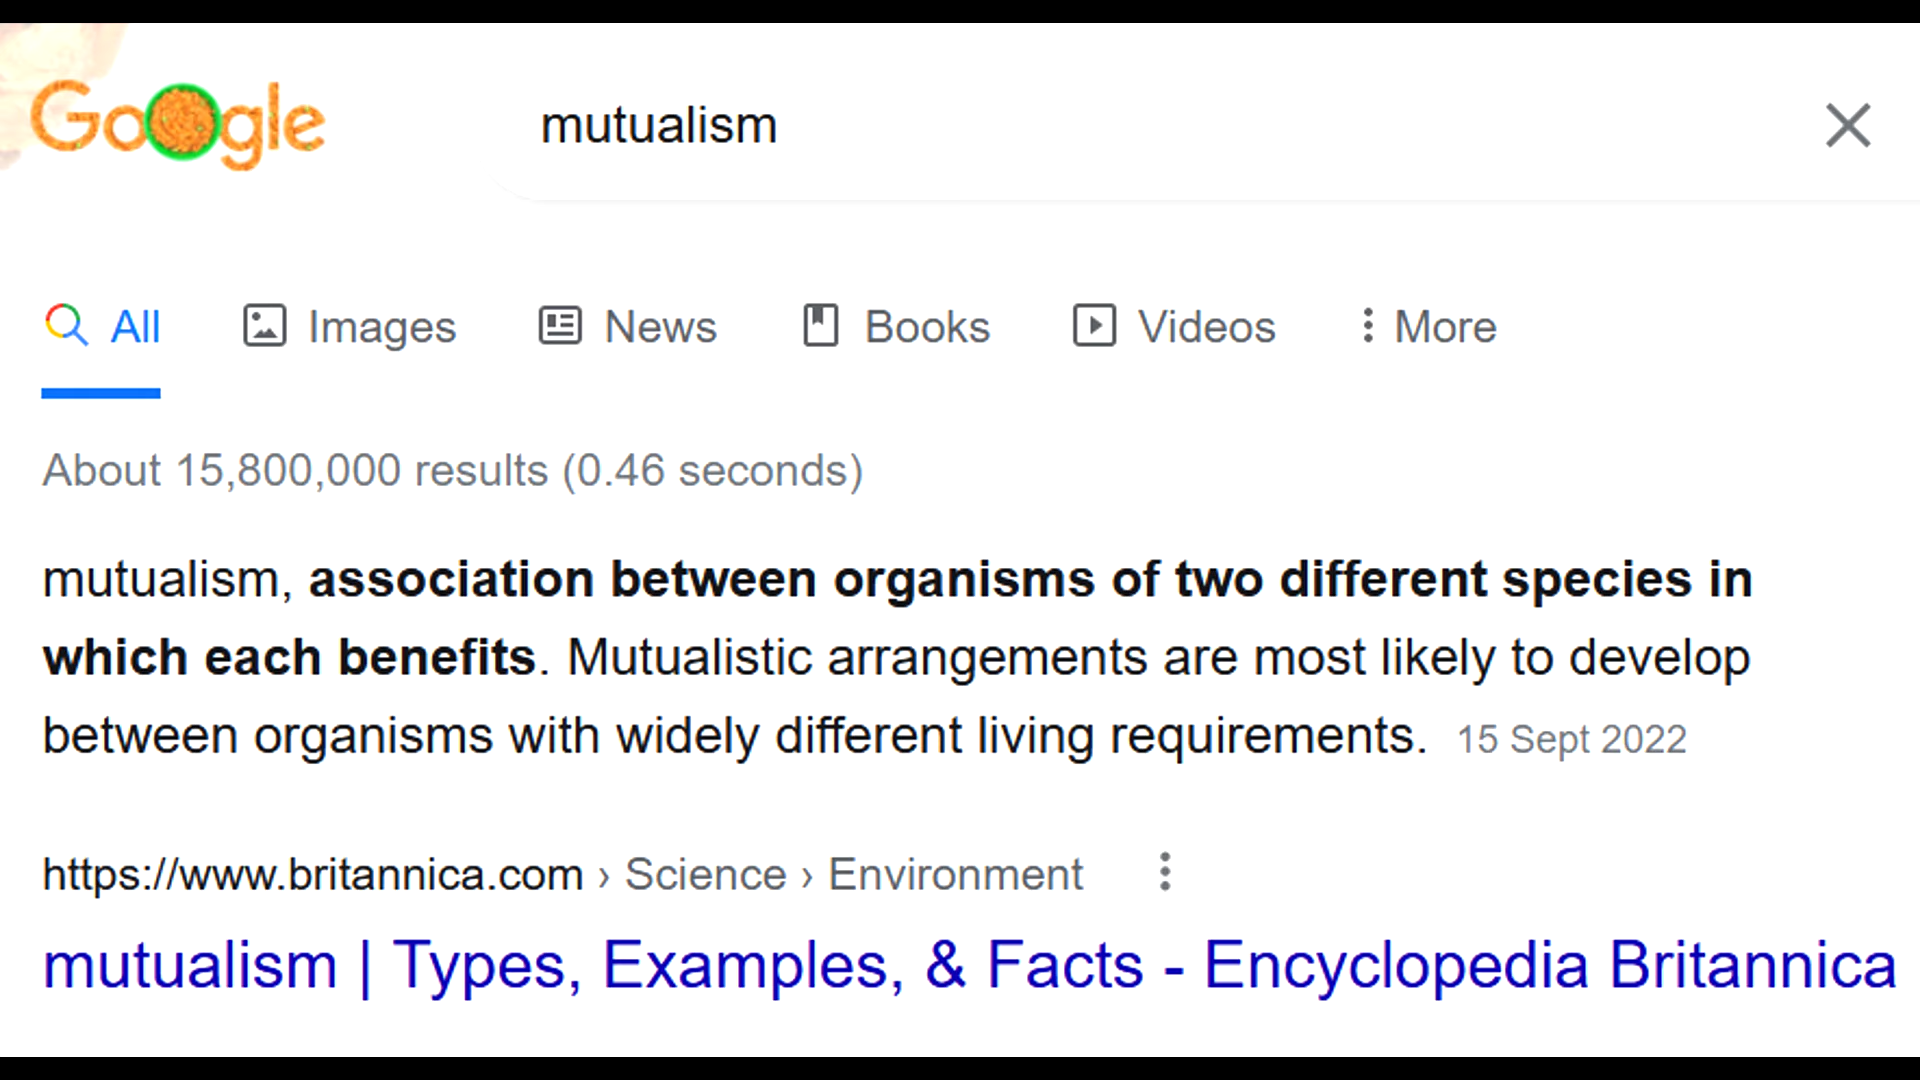 Google
mutualism
All Images News Books Videos More
About 15,800,000 results (0.46 seconds)
mutualism, association between organisms of two different species in
which each benefits. Mutualistic arrangements are most likely to develop
between organisms with widely different living requirements. 15 Sept 2022
https://www.britannica.com › Science › Environment
mutualism | Types, Examples, & Facts - Encyclopedia Britannica